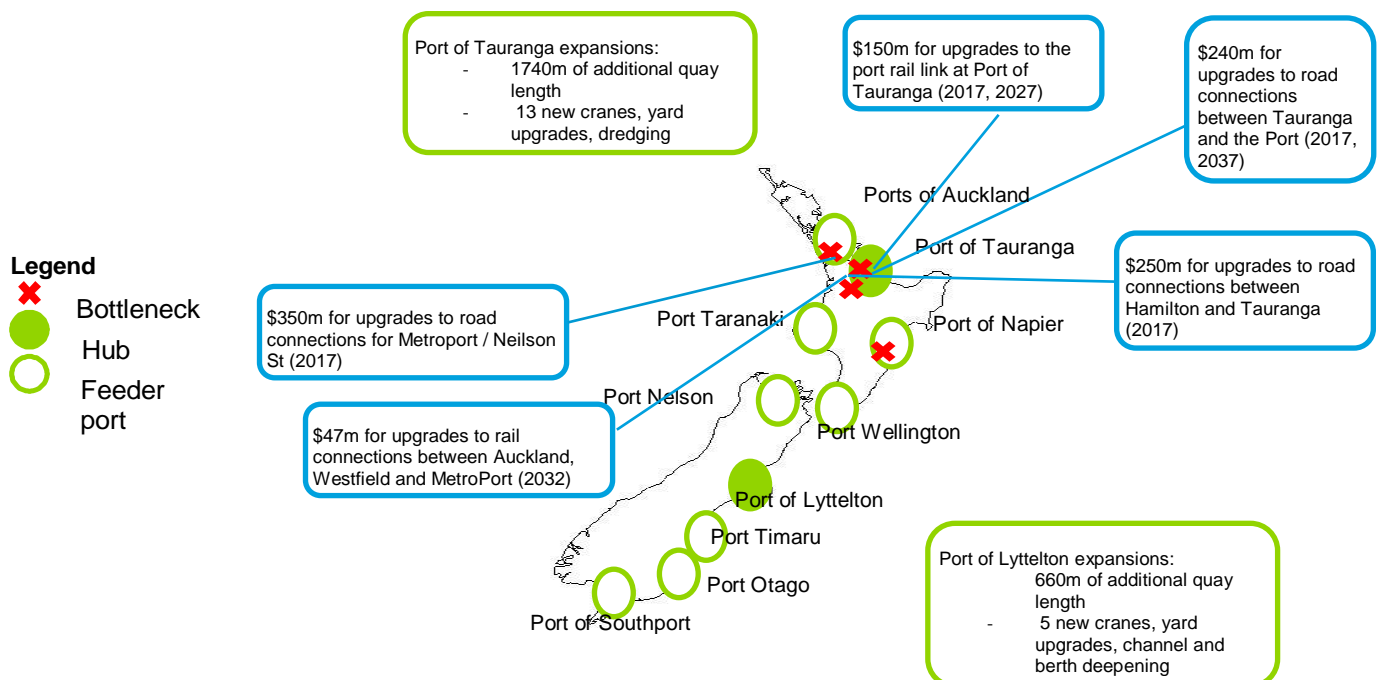 Port of Tauranga expansions:
- 1740m of additional quay
length
- 13 new cranes, yard
upgrades, dredging
$150m for upgrades to the
port rail link at Port of
Tauranga (2017, 2027)
$240m for
upgrades to road
connections
between Tauranga
and the Port (2017,
2037)
Ports of Auckland
Port of Tauranga
$250m for upgrades to road
connections between
Hamilton and Tauranga
(2017)
Legend
Bottleneck
Hub
Feeder
port
$350m for upgrades to road
connections for Metroport / Neilson
St (2017)
Port Taranaki
Port of Napier
Port Nelson
Port Wellington
$47m for upgrades to rail
connections between Auckland,
Westfield and MetroPort (2032)
Port of Lyttelton
Port Timaru
Port Otago
Port of Southport
Port of Lyttelton expansions:
660m of additional quay
length
- 5 new cranes, yard
upgrades, channel and
berth deepening